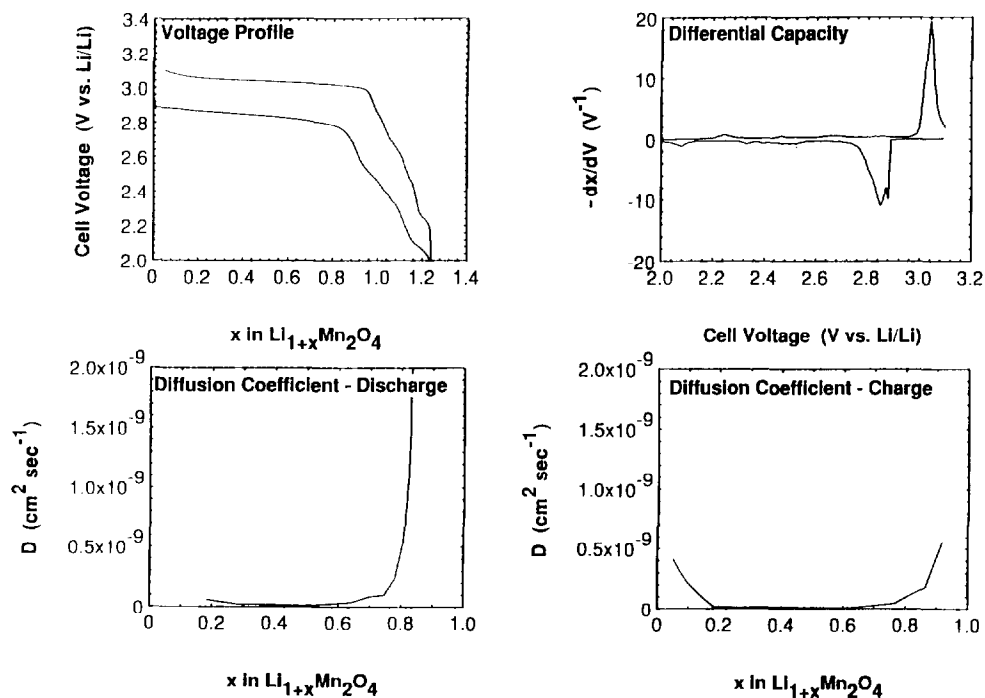 Voltage Profile
Cell Voltage (V vs. Li/Li)
3.4
3.2
3.0
2.8
2.6
2.4
2.2
2.0
0 0.2 0.4 0.6 0.8 1.0 1.2 1.4
x in Li1+xMn2O4
Differential Capacity
-dx/dV (V-1)
20
10
0
-10
-20
2.0 2.2 2.4 2.6 2.8 3.0 3.2
Cell Voltage (V vs. Li/Li)
Diffusion Coefficient - Discharge
D (cm2 sec-1)
2.0x10-9
1.5x10-9
1.0x10-9
0.5x10-9
0
0 0.2 0.4 0.6 0.8 1.0
x in Li1+xMn2O4
Diffusion Coefficient - Charge
D (cm2 sec-1)
2.0x10-9
1.5x10-9
1.0x10-9
0.5x10-9
0
0 0.2 0.4 0.6 0.8 1.0
x in Li1+xMn2O4